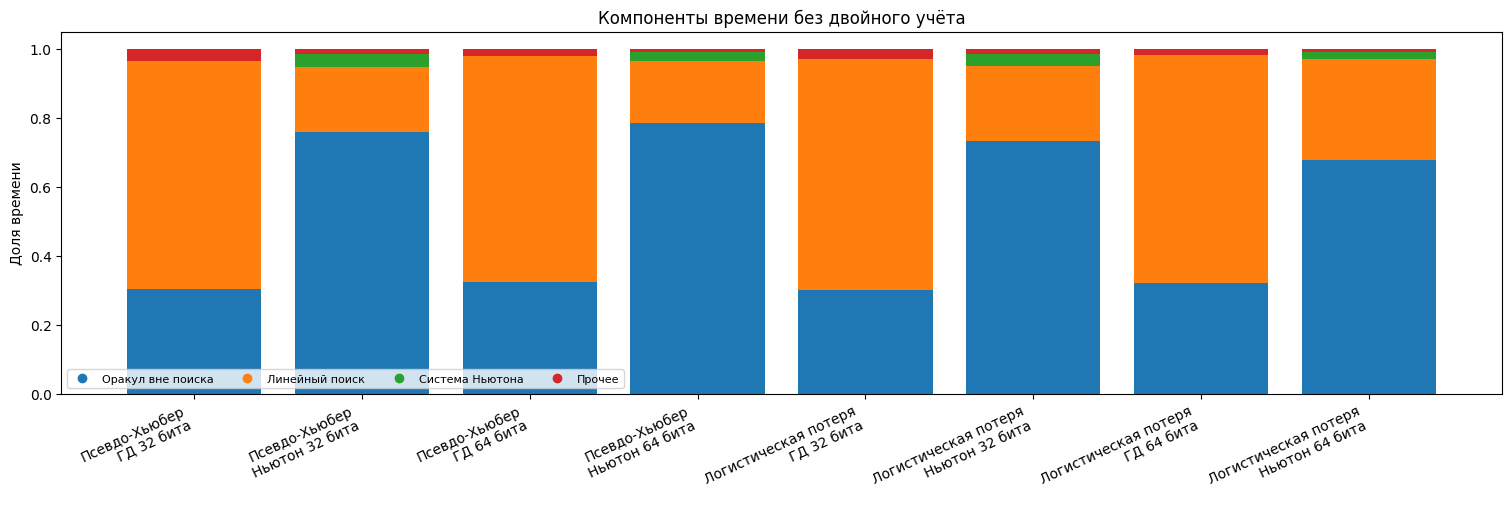 Компоненты времени без двойного учёта
Доля времени
1.0
0.8
0.6
0.4
0.2
0.0
Оракул вне поиска
Линейный поиск
Система Ньютона
Прочее
Псевдо-Хьюбер
ГД 32 бита
Псевдо-Хьюбер
Ньютон 32 бита
Псевдо-Хьюбер
ГД 64 бита
Псевдо-Хьюбер
Ньютон 64 бита
Логистическая потеря
ГД 32 бита
Логистическая потеря
Ньютон 32 бита
Логистическая потеря
ГД 64 бита
Логистическая потеря
Ньютон 64 бита